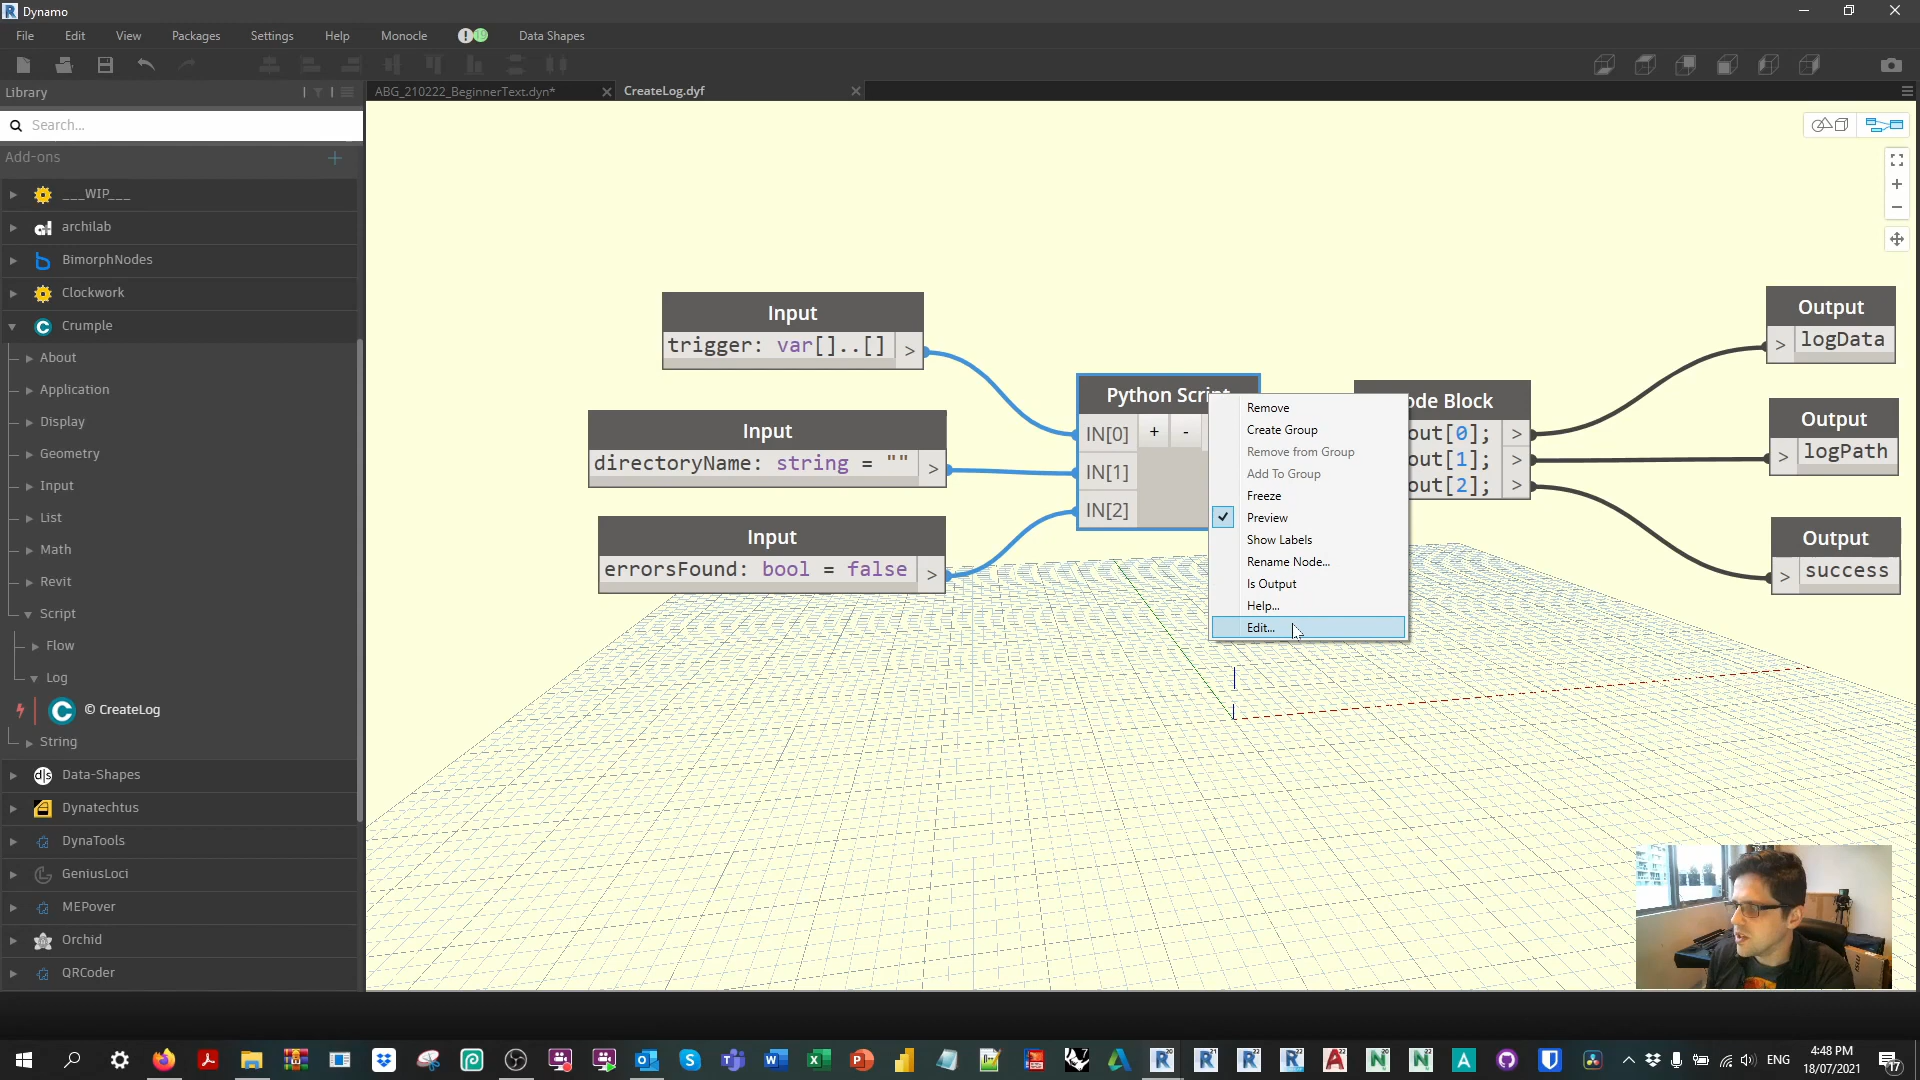 Dynamo
File Edit View Packages Settings Help Monocle Data Shapes
Library
ABG_210222_BeginnerText.dyn*
CreateLog.dyf
Search...
Add-ons
___WIP___
archilab
BimorphNodes
Clockwork
Crumple
About
Application
Display
Geometry
Input
List
Math
Revit
Script
Flow
Log
© CreateLog
String
Data-Shapes
Dynatechtus
DynaTools
GeniusLoci
MEPover
Orchid
QRCoder
Input
trigger: var[]..[] >
Input
directoryName: string = "" >
Input
errorsFound: bool = false >
Python Script
IN[0] + -
IN[1]
IN[2]
Remove
Create Group
Remove from Group
Add To Group
Freeze
Preview
Show Labels
Rename Node...
Is Output
Help...
Edit...
ode Block
out[0]; >
out[1]; >
out[2]; >
Output
> logData
Output
> logPath
Output
> success
ENG
4:48 PM
18/07/2021
17